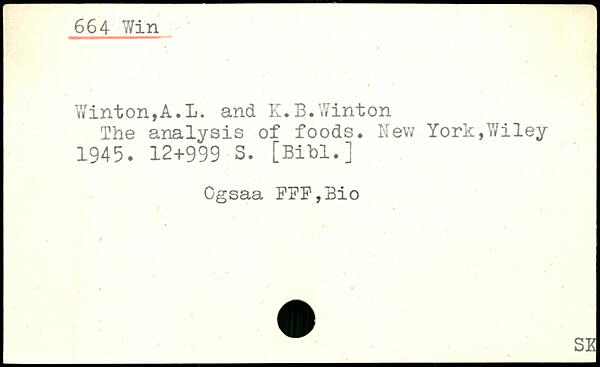 664 Win
Winton,A.L. and K.B.Winton
The analysis of foods. New York,Wiley
1945. 12+999 S. [Bibl.]
Ogsaa FFF,Bio
SK